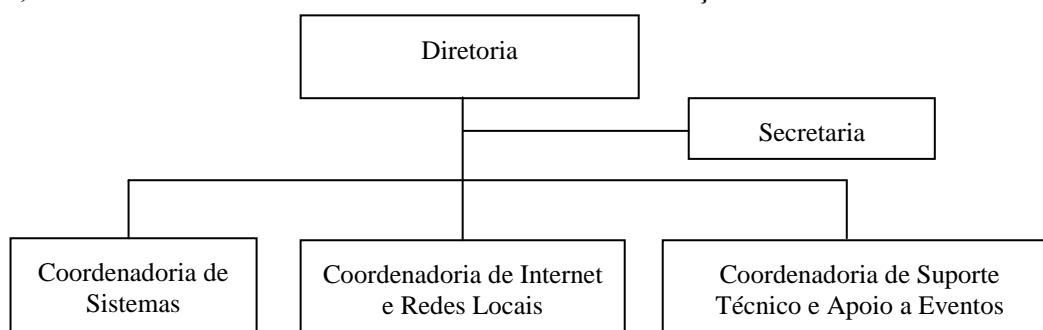 Diretoria
Secretaria
Coordenadoria de
Sistemas
Coordenadoria de Internet
e Redes Locais
Coordenadoria de Suporte
Técnico e Apoio a Eventos